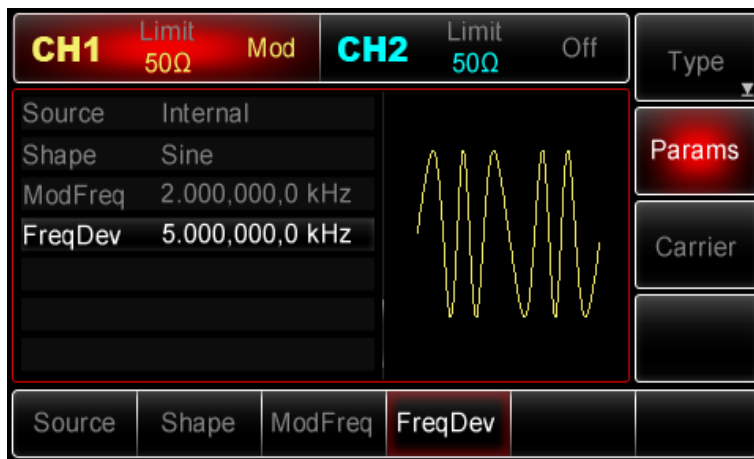 CH1 Limit 50Ω Mod
CH2 Limit 50Ω Off
Type
Source Internal
Shape Sine
ModFreq 2.000,000,0 kHz
FreqDev 5.000,000,0 kHz
Params
Carrier
Source Shape ModFreq FreqDev